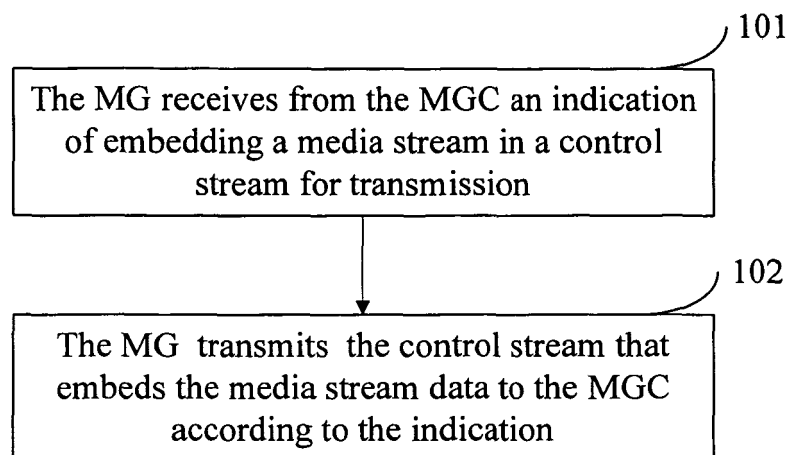 101
The MG receives from the MGC an indication
of embedding a media stream in a control
stream for transmission
102
The MG transmits the control stream that
embeds the media stream data to the MGC
according to the indication